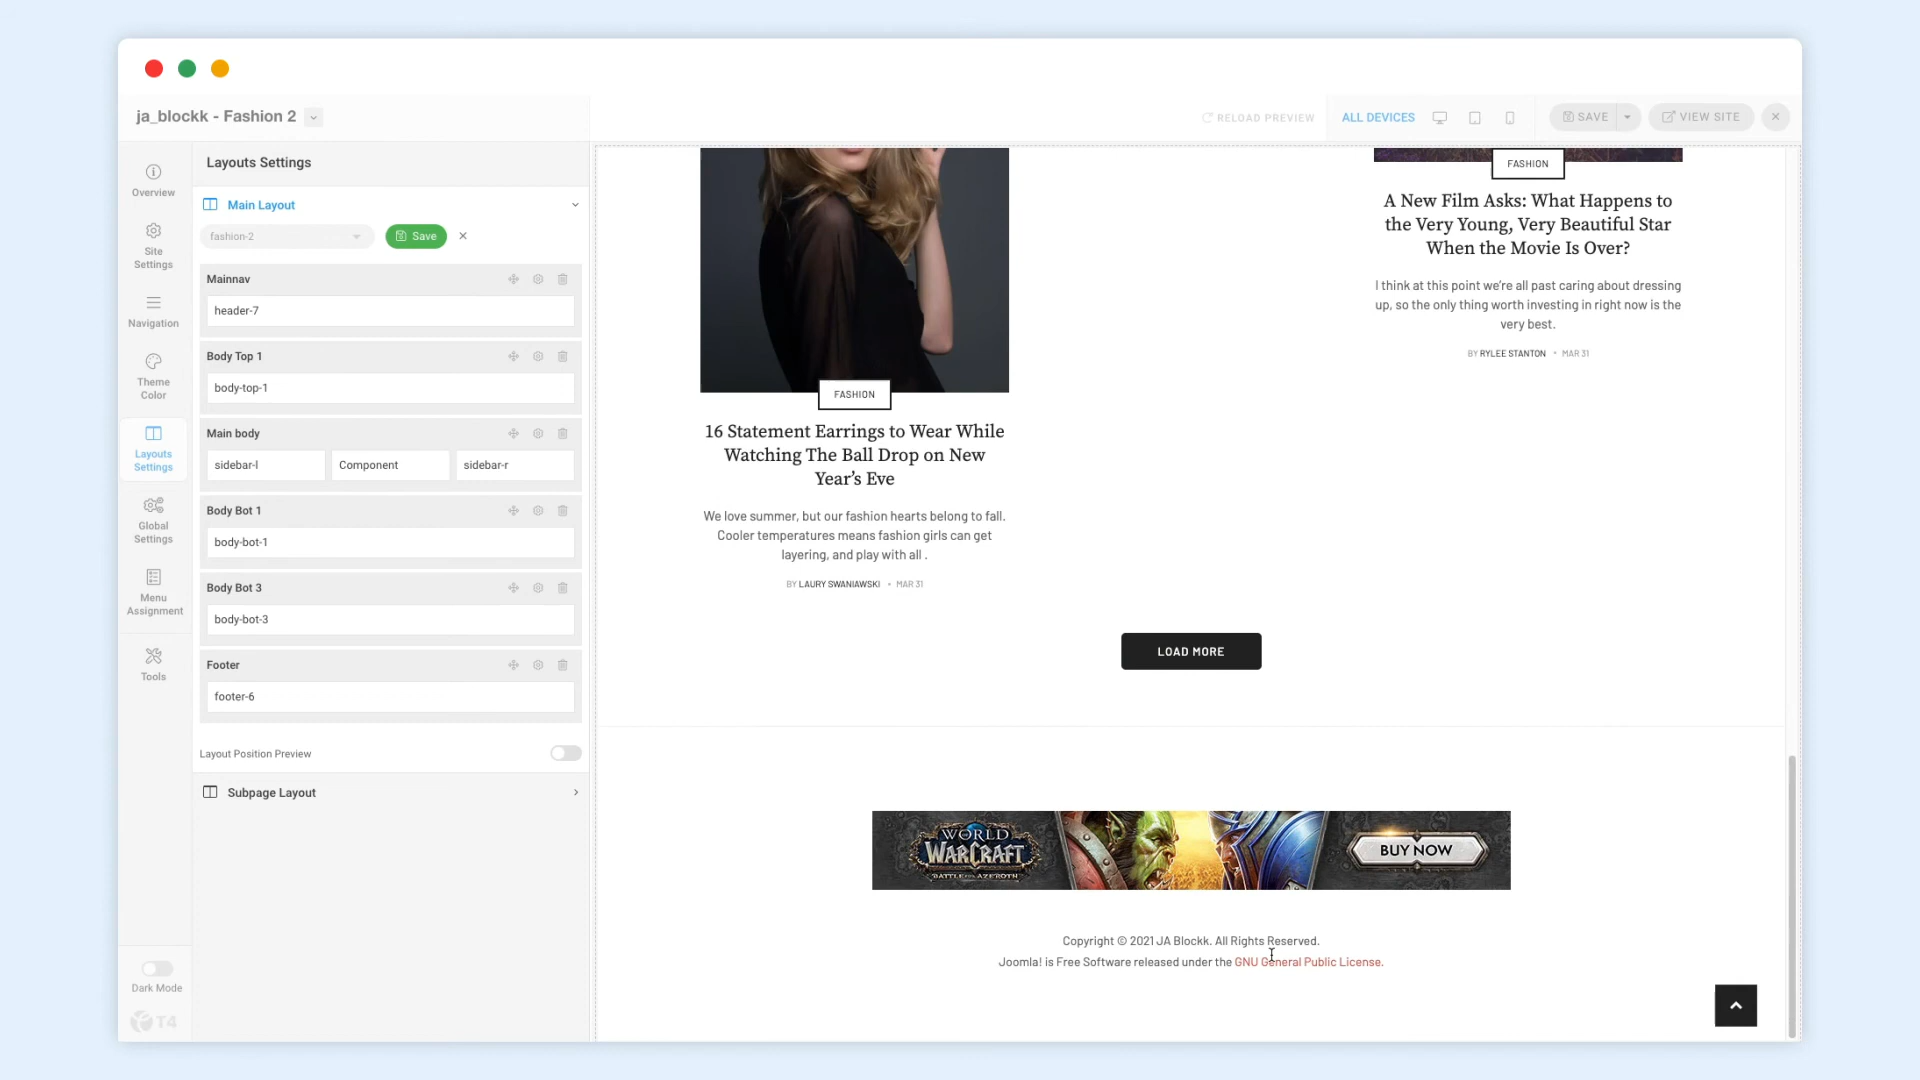 ja_blockk - Fashion 2
RELOAD PREVIEW
ALL DEVICES
SAVE
VIEW SITE
Overview
Site
Settings
Navigation
Theme
Color
Layouts
Settings
Global
Settings
Menu
Assignment
Tools
Dark Mode
T4
Layouts Settings
Main Layout
fashion-2
Save
Mainnav
header-7
Body Top 1
body-top-1
Main body
sidebar-l
Component
sidebar-r
Body Bot 1
body-bot-1
Body Bot 3
body-bot-3
Footer
footer-6
Layout Position Preview
Subpage Layout
FASHION
16 Statement Earrings to Wear While
Watching The Ball Drop on New
Year’s Eve
We love summer, but our fashion hearts belong to fall.
Cooler temperatures means fashion girls can get
layering, and play with all .
BY LAURY SWANIAWSKI • MAR 31
FASHION
A New Film Asks: What Happens to
the Very Young, Very Beautiful Star
When the Movie Is Over?
I think at this point we’re all past caring about dressing
up, so the only thing worth investing in right now is the
very best.
BY RYLEE STANTON • MAR 31
LOAD MORE
WORLD
WARCRAFT
BATTLE FOR AZEROTH
BUY NOW
Copyright © 2021 JA Blockk. All Rights Reserved.
Joomla! is Free Software released under the GNU General Public License.